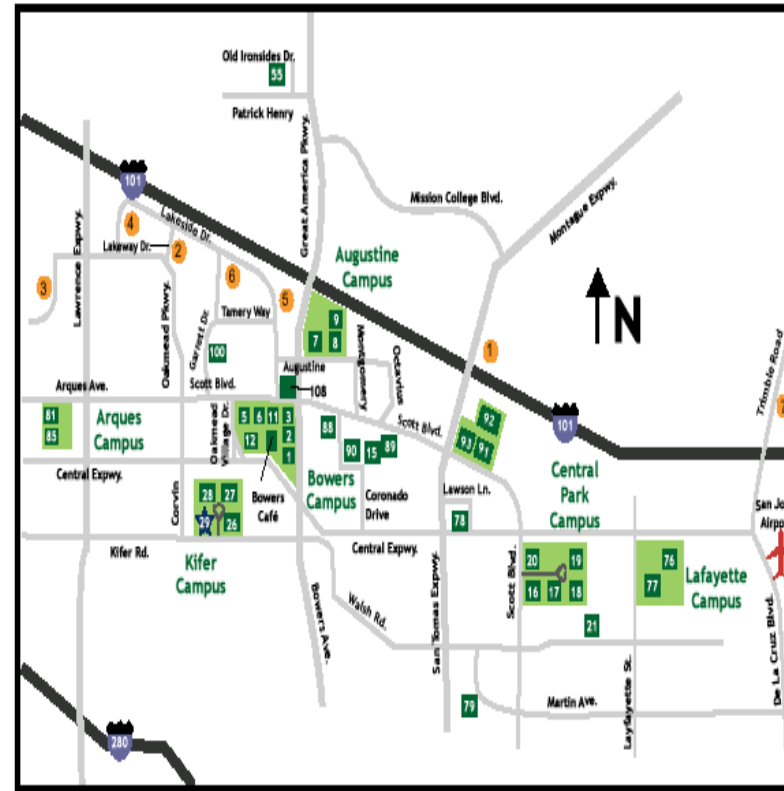 Old Ironsides Dr.
55
Patrick Henry
Great America Pkwy.
101
Mission College Blvd.
Montague Expwy.
4
Lakeside Dr.
Lakeway Dr.
2
Lawrence Expwy.
3
6
5
Augustine
Campus
N
Oakmead Pkwy.
Tamery Way
Garrett Dr.
9
7
8
1
Trimble Road
100
Augustine
Montgomery
Octavius
Scott Blvd.
108
Arques Ave.
81
85
Arques
Campus
Oakmead
Village Dr.
5
6
11
3
12
2
1
88
Scott Blvd.
90
15
89
92
93
91
101
Central Expwy.
Corvin
Bowers
Café
Bowers
Campus
Coronado
Drive
Lawson Ln.
78
Central
Park
Campus
San Jo
Airpo
28
27
29
26
Kifer Rd.
Kifer
Campus
Central Expwy.
Scott Blvd.
20
19
16
17
18
76
77
Lafayette
Campus
Bowers Ave.
Walsh Rd.
San Tomas Expwy.
21
Layfayette St.
De La Cruz Blvd.
79
Martin Ave.
280